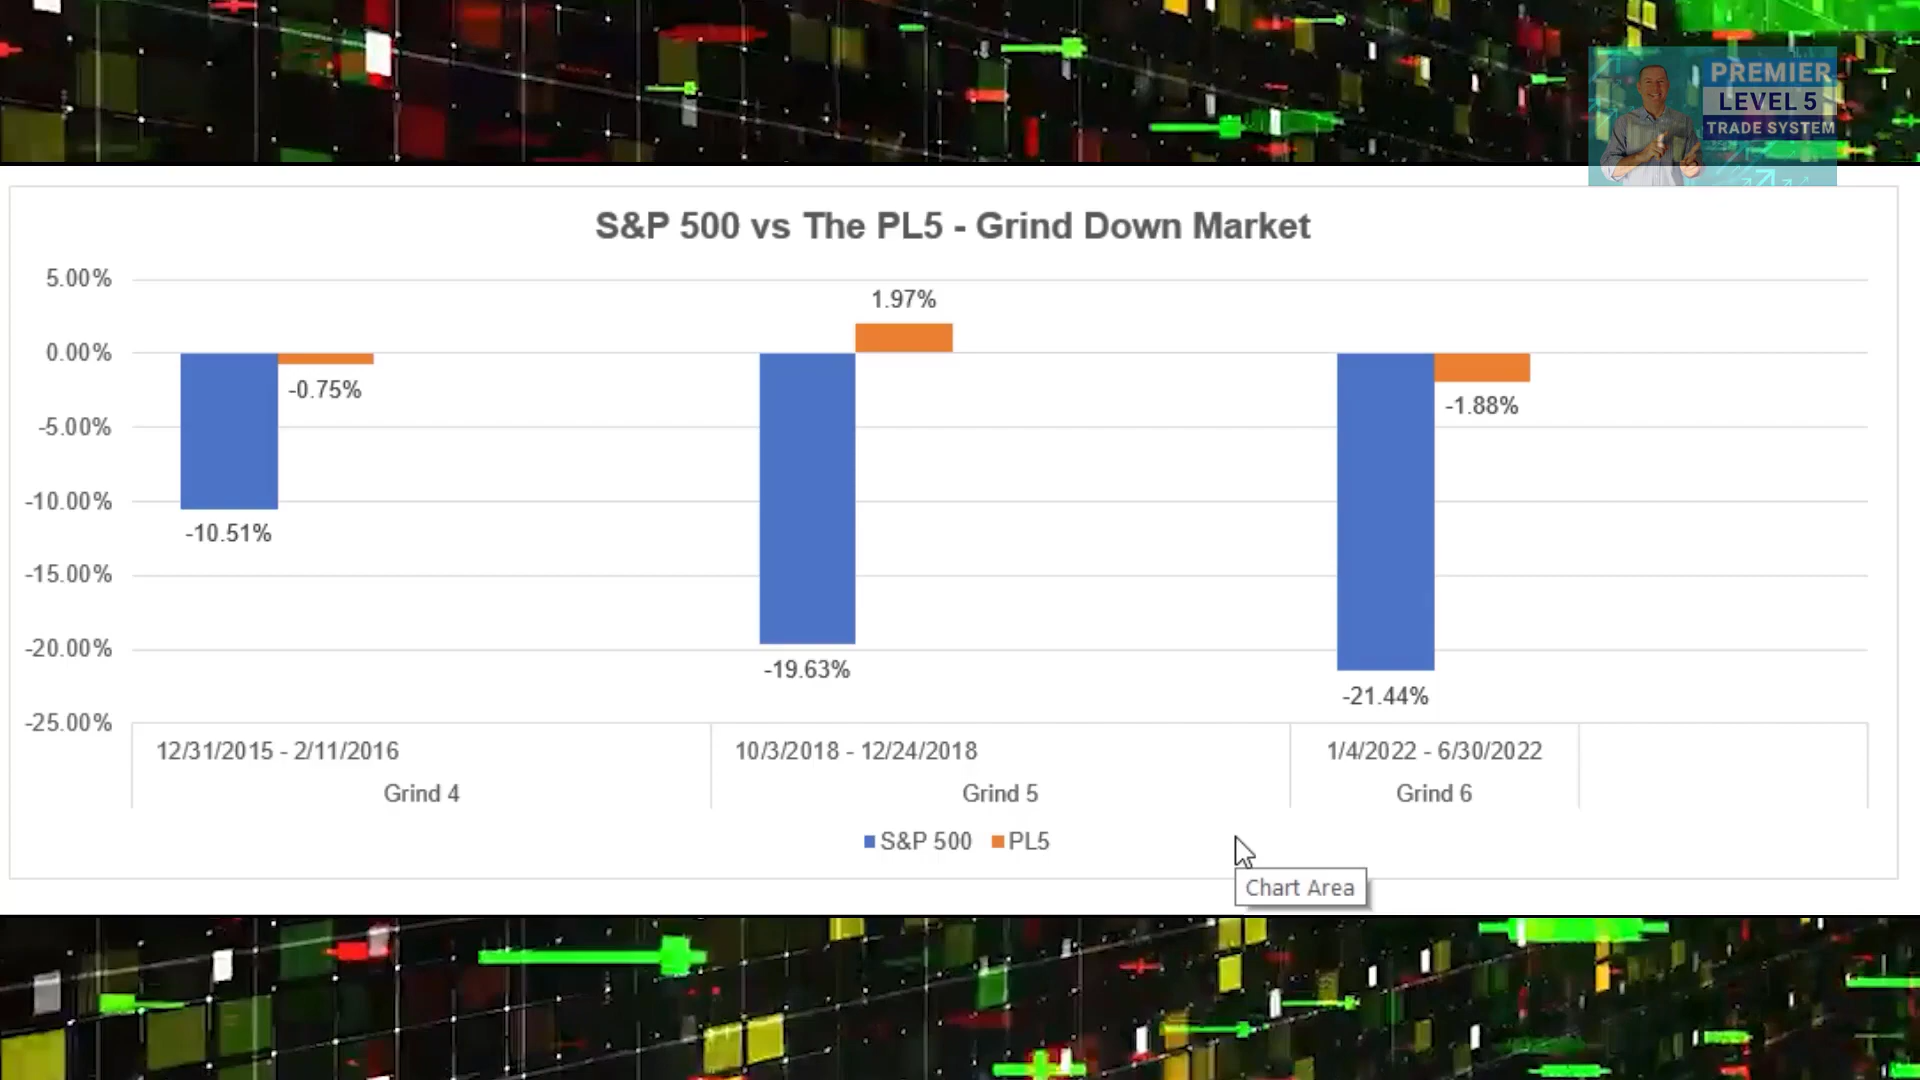 PREMIER
LEVEL 5
TRADE SYSTEM
S&P 500 vs The PL5 - Grind Down Market
5.00%
1.97%
0.00%
-0.75%
-1.88%
-5.00%
-10.00%
-10.51%
-15.00%
-20.00%
-19.63%
-21.44%
-25.00%
12/31/2015 - 2/11/2016
10/3/2018 - 12/24/2018
1/4/2022 - 6/30/2022
Grind 4
Grind 5
Grind 6
S&P 500
PL5
Chart Area